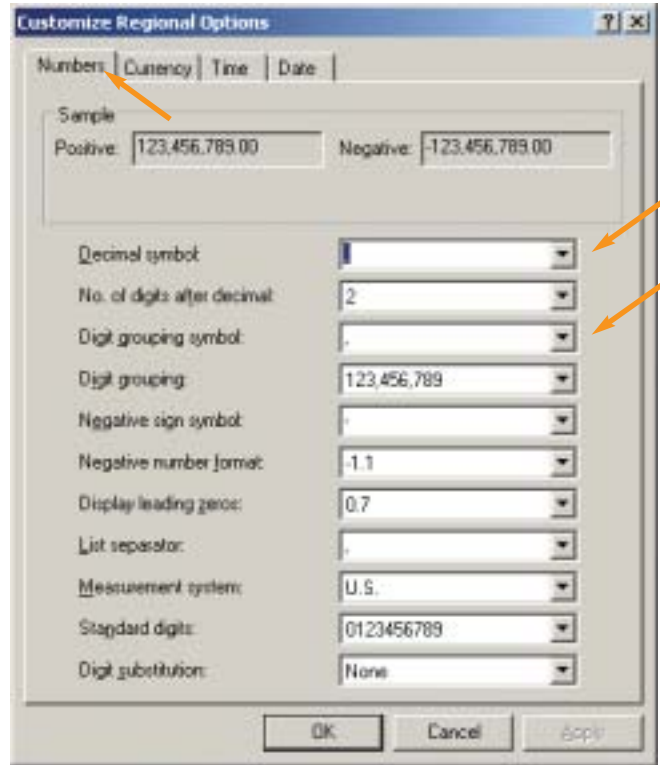 Customize Regional Options
Numbers Currency Time Date
Sample
Positive: 123,456,789.00 Negative: -123,456,789.00
Decimal symbol:
No. of digits after decimal: 2
Digit grouping symbol: ,
Digit grouping: 123,456,789
Negative sign symbol: -
Negative number format: -1.1
Display leading zeros: 0.7
List separator: ,
Measurement system: U.S.
Standard digits: 0123456789
Digit substitution: None
OK Cancel Apply